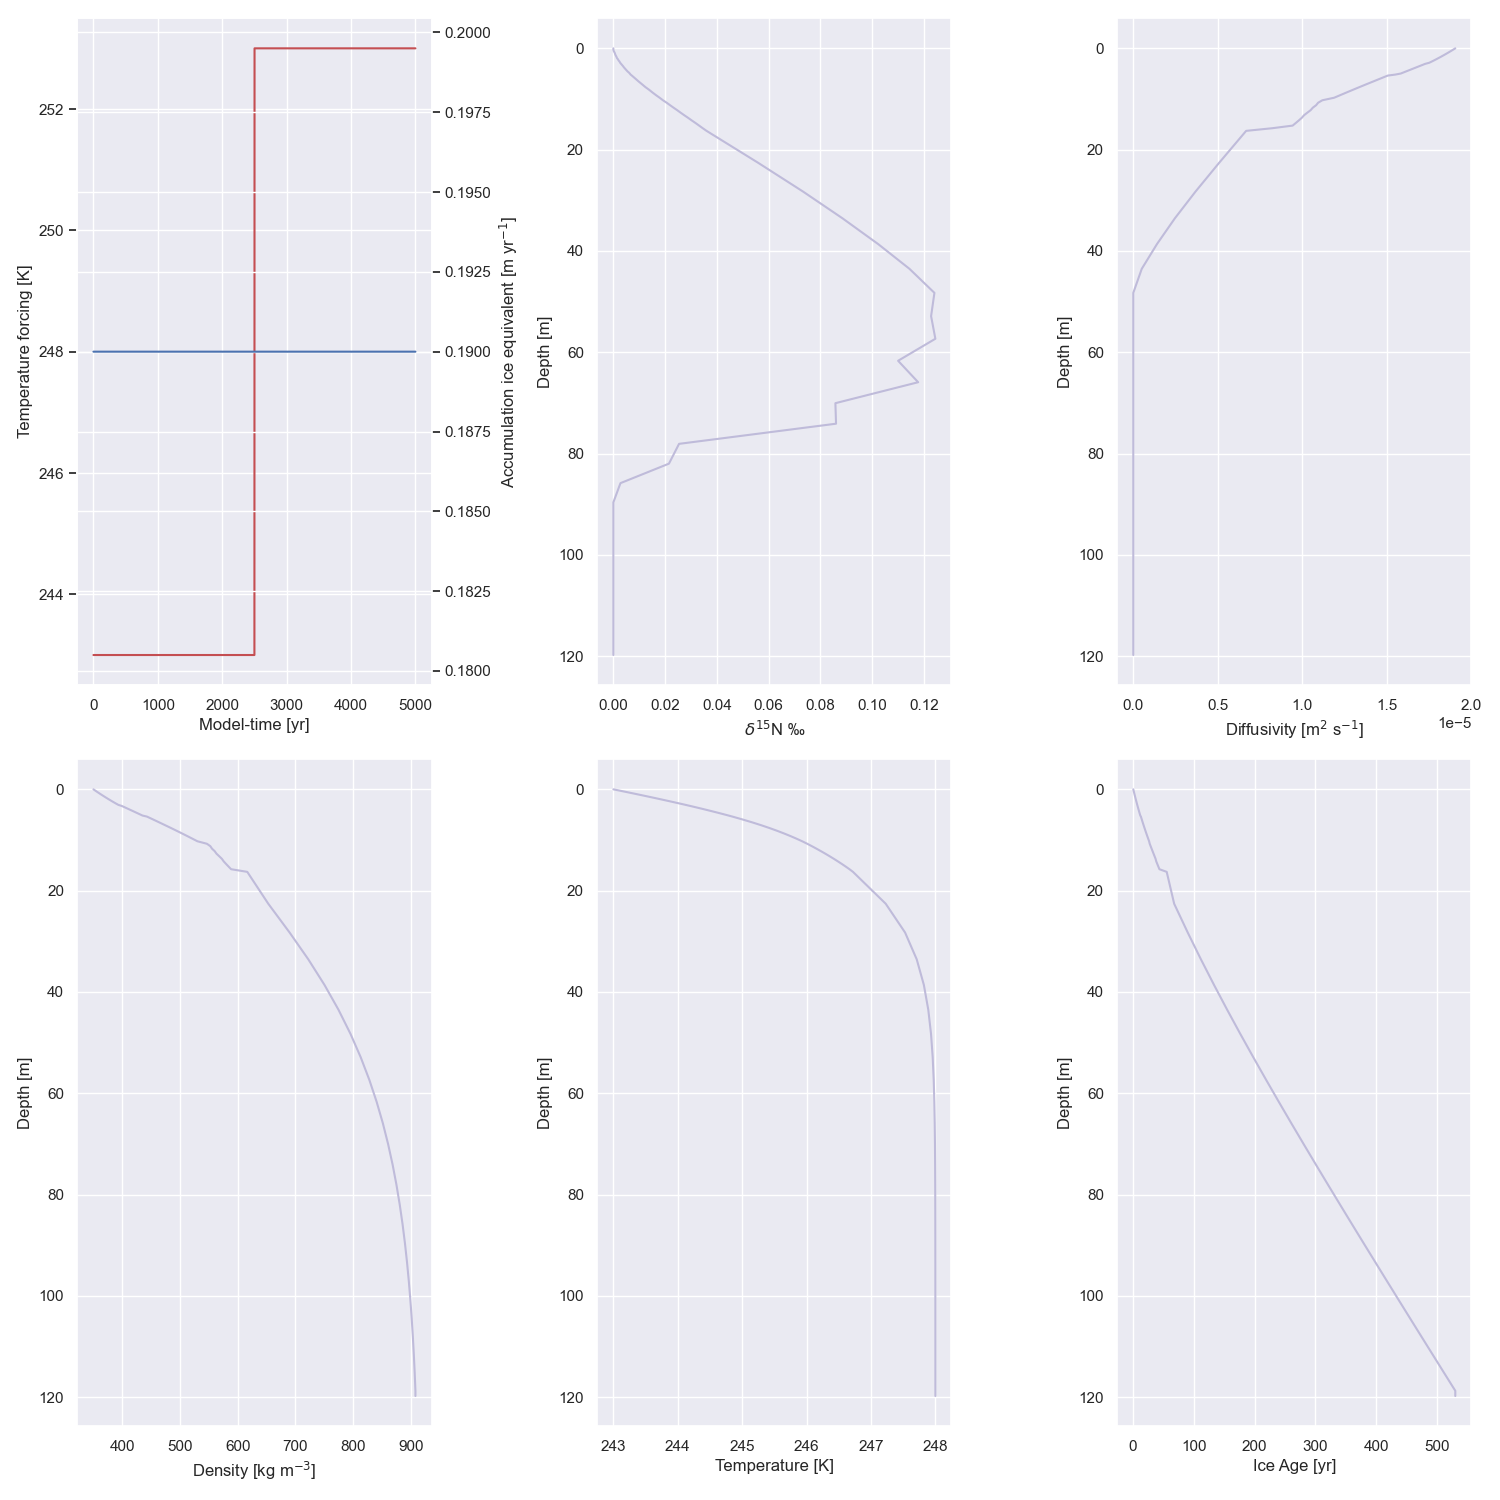 252
250
248
246
244
Temperature forcing [K]
0 1000 2000 3000 4000 5000
Model-time [yr]
0.2000
0.1975
0.1950
0.1925
0.1900
0.1875
0.1850
0.1825
0.1800
Accumulation ice equivalent [m yr⁻¹]
0
20
40
60
80
100
120
Depth [m]
0.00 0.02 0.04 0.06 0.08 0.10 0.12
δ¹⁵N ‰
0
20
40
60
80
100
120
Depth [m]
0.0 0.5 1.0 1.5 2.0
1e−5
Diffusivity [m² s⁻¹]
0
20
40
60
80
100
120
Depth [m]
400 500 600 700 800 900
Density [kg m⁻³]
0
20
40
60
80
100
120
Depth [m]
243 244 245 246 247 248
Temperature [K]
0
20
40
60
80
100
120
Depth [m]
0 100 200 300 400 500
Ice Age [yr]